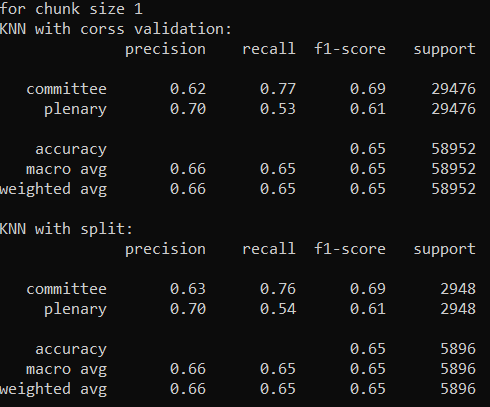 for chunk size 1
KNN with corss validation:
precision recall f1-score support
committee 0.62 0.77 0.69 29476
plenary 0.70 0.53 0.61 29476
accuracy 0.65 58952
macro avg 0.66 0.65 0.65 58952
weighted avg 0.66 0.65 0.65 58952
KNN with split:
precision recall f1-score support
committee 0.63 0.76 0.69 2948
plenary 0.70 0.54 0.61 2948
accuracy 0.65 5896
macro avg 0.66 0.65 0.65 5896
weighted avg 0.66 0.65 0.65 5896